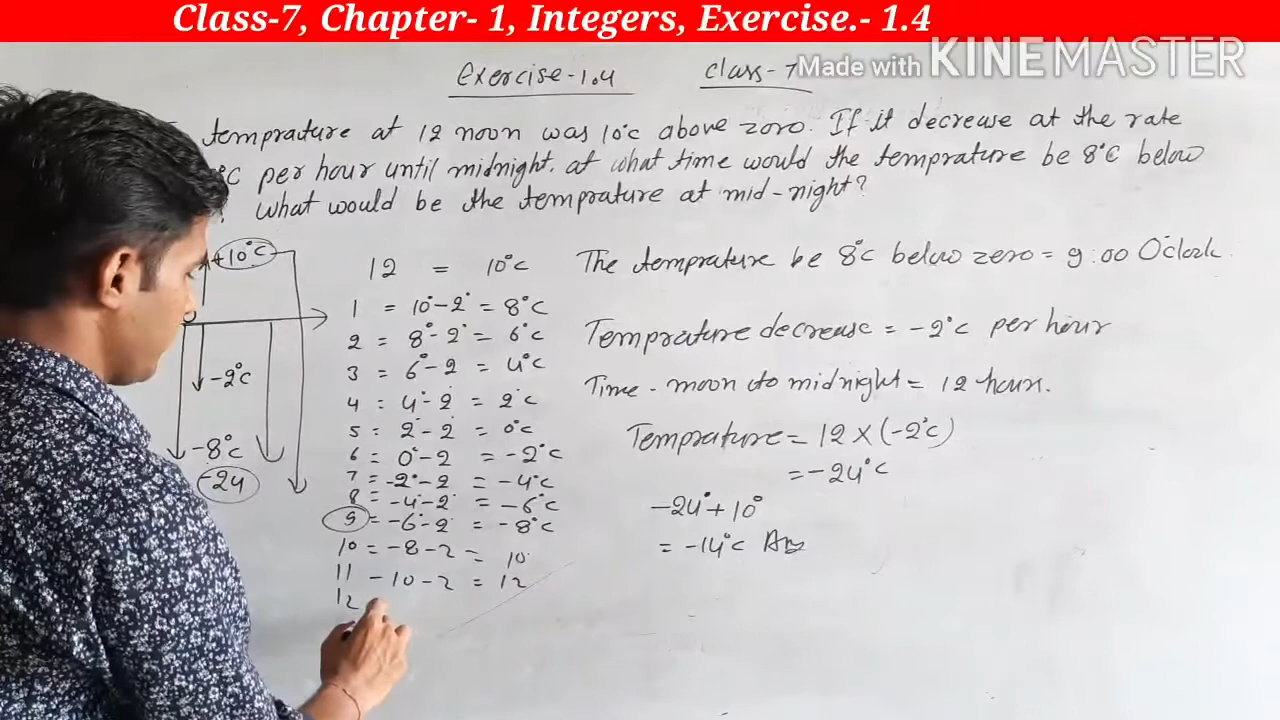 Class-7, Chapter- 1, Integers, Exercise.- 1.4
Made with KINEMASTER
Exercise-1.4 Class-7
temprature at 12 noon was 10°c above zoro. If it decrease at the rate
°C per hour until midnight. at what time would the temprature be 8°C below
? What would be the temprature at mid-night?
+10°C
-2°C
-8°C
-24
12 = 10°C
1 = 10°-2° = 8°C
2 = 8°-2° = 6°C
3 = 6°-2 = 4°C
4 = 4°-2° = 2°C
5 = 2°-2° = 0°C
6 = 0°-2 = -2°C
7 = -2°-2 = -4°C
8 = -4-2° = -6°C
9 = -6-2° = -8°C
10 = -8-2 = 10
11 -10-2 = 12
12
The temprature be 8°C below zero = 9:00 O'clock
Temprature decrease = -2°C per hour
Time - moon to midnight = 12 hours.
Temprature = 12 × (-2°C)
= -24°C
-24° + 10°
= -14°C Ans